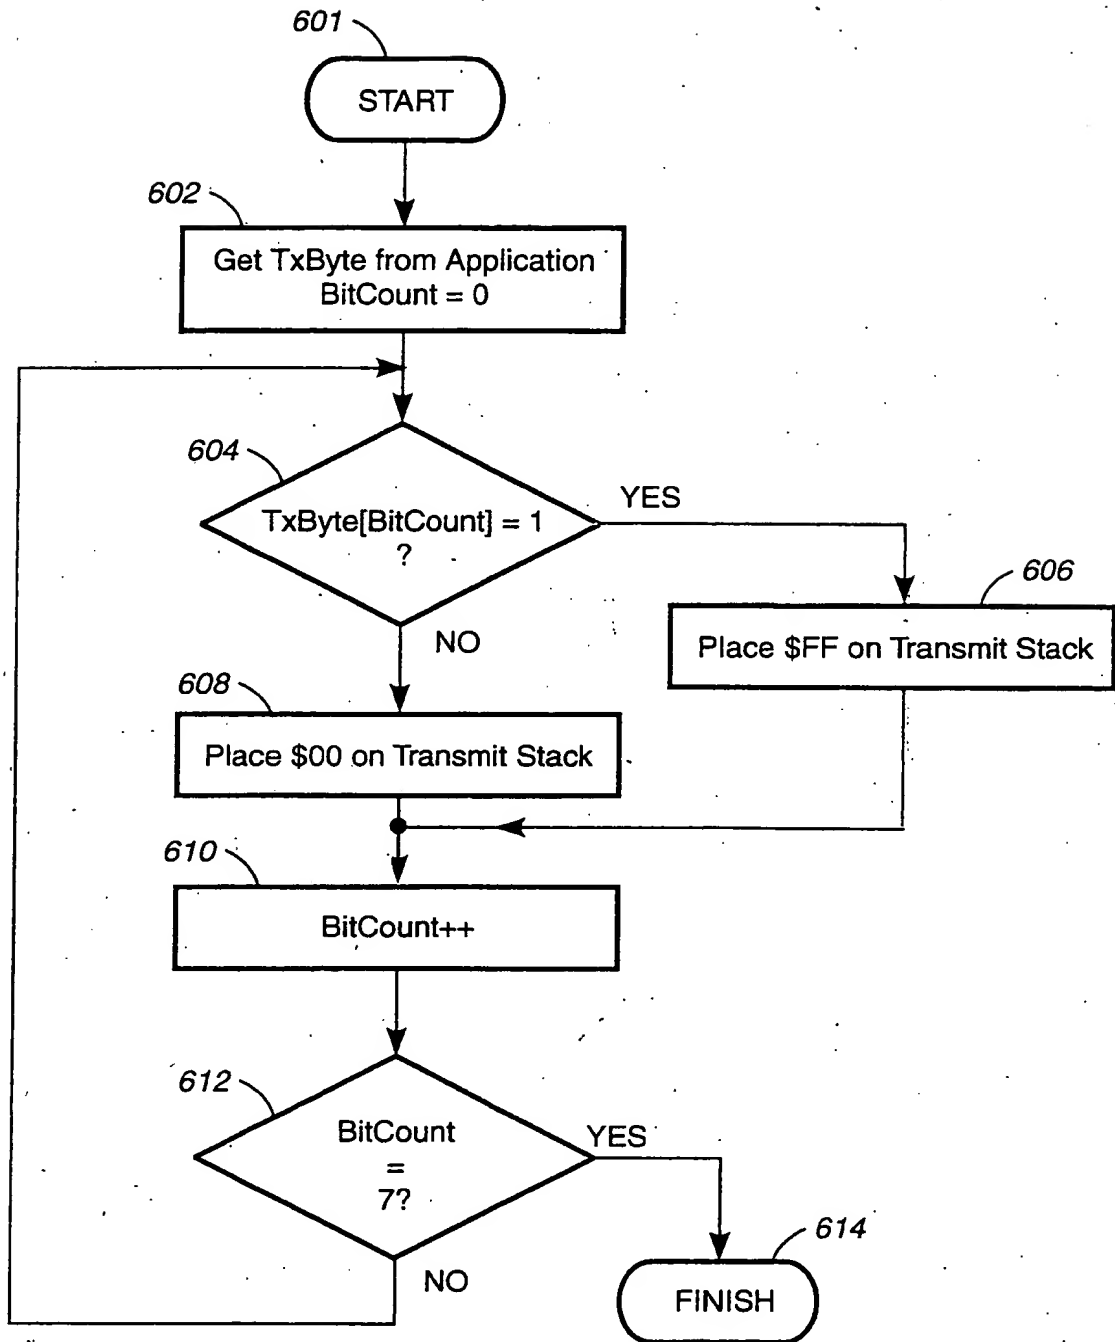 601
START
602
Get TxByte from Application
BitCount = 0
604
TxByte[BitCount] = 1
?
YES
606
Place $FF on Transmit Stack
NO
608
Place $00 on Transmit Stack
610
BitCount++
612
BitCount
=
7?
YES
614
NO
FINISH